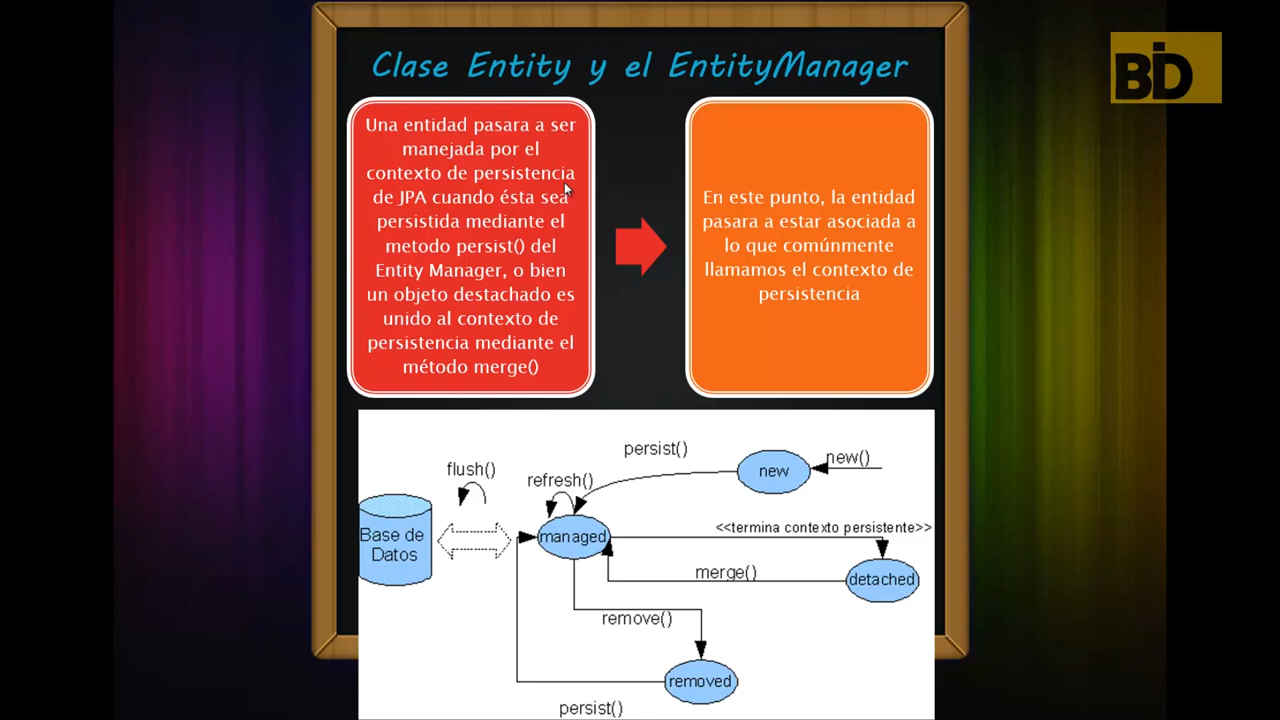 Clase Entity y el EntityManager
BID
Una entidad pasara a ser
manejada por el
contexto de persistencia
de JPA cuando ésta sea
persistida mediante el
metodo persist() del
Entity Manager, o bien
un objeto destachado es
unido al contexto de
persistencia mediante el
método merge()
En este punto, la entidad
pasara a estar asociada a
lo que comúnmente
llamamos el contexto de
persistencia
persist()
new
new()
flush()
refresh()
Base de
Datos
managed
<<termina contexto persistente>>
merge()
detached
remove()
removed
persist()